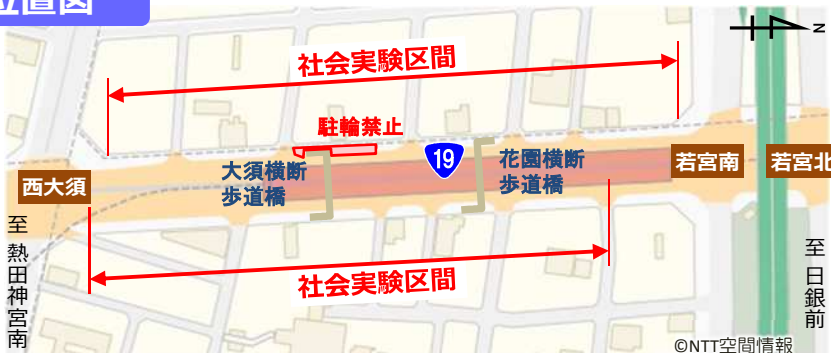 位置図
N
社会実験区間
駐輪禁止
大須横断
歩道橋
19
花園横断
歩道橋
若宮南
若宮北
西大須
至 熱田神宮南
至 日銀前
社会実験区間
©NTT空間情報